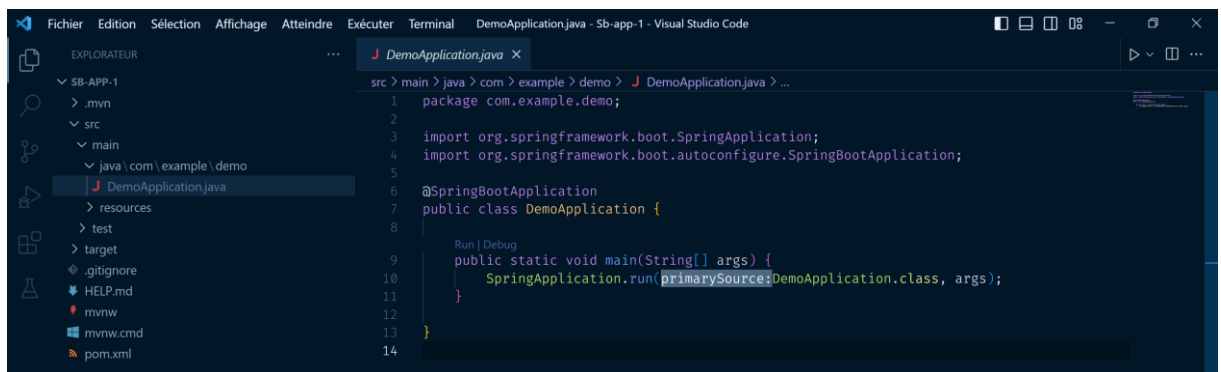 Fichier Edition Sélection Affichage Atteindre Exécuter Terminal DemoApplication.java - Sb-app-1 - Visual Studio Code
EXPLORATEUR
SB-APP-1
.mvn
src
main
java\com\example\demo
J DemoApplication.java
resources
test
target
.gitignore
HELP.md
mvnw
mvnw.cmd
pom.xml
J DemoApplication.java
src > main > java > com > example > demo > J DemoApplication.java > ...
1 package com.example.demo;
2
3 import org.springframework.boot.SpringApplication;
4 import org.springframework.boot.autoconfigure.SpringBootApplication;
5
6 @SpringBootApplication
7 public class DemoApplication {
8
Run | Debug
9 public static void main(String[] args) {
10 SpringApplication.run(primarySource:DemoApplication.class, args);
11 }
12
13 }
14